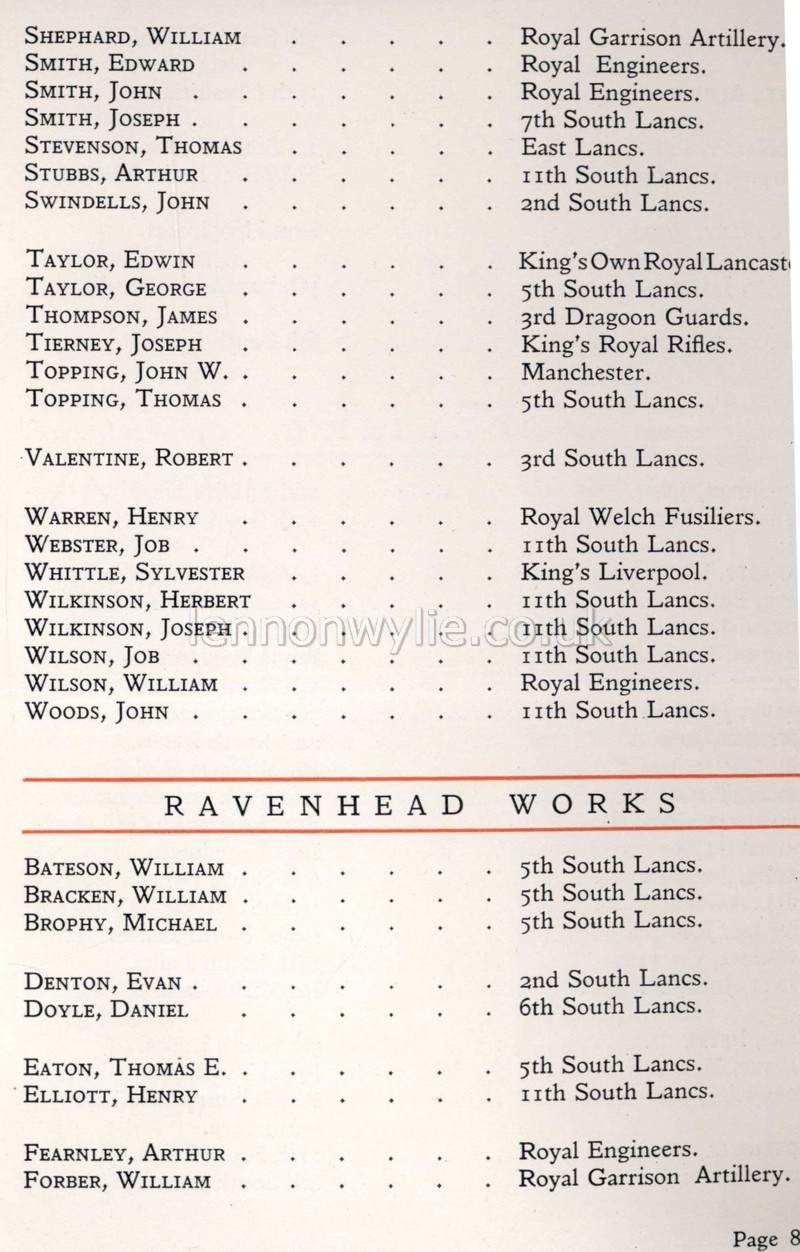 SHEPHARD, WILLIAM . . . . . Royal Garrison Artillery.
SMITH, EDWARD . . . . . . Royal Engineers.
SMITH, JOHN . . . . . . . Royal Engineers.
SMITH, JOSEPH . . . . . . . 7th South Lancs.
STEVENSON, THOMAS . . . . . East Lancs.
STUBBS, ARTHUR . . . . . . 11th South Lancs.
SWINDELLS, JOHN . . . . . . 2nd South Lancs.
TAYLOR, EDWIN . . . . . . King's Own Royal Lancast
TAYLOR, GEORGE . . . . . . 5th South Lancs.
THOMPSON, JAMES . . . . . . 3rd Dragoon Guards.
TIERNEY, JOSEPH . . . . . . King's Royal Rifles.
TOPPING, JOHN W. . . . . . . Manchester.
TOPPING, THOMAS . . . . . . 5th South Lancs.
VALENTINE, ROBERT . . . . . . 3rd South Lancs.
WARREN, HENRY . . . . . . Royal Welch Fusiliers.
WEBSTER, JOB . . . . . . . 11th South Lancs.
WHITTLE, SYLVESTER . . . . . King's Liverpool.
WILKINSON, HERBERT . . . . . 11th South Lancs.
WILKINSON, JOSEPH . . . . . . 11th South Lancs.
lennonwylie.co.uk
WILSON, JOB . . . . . . . 11th South Lancs.
WILSON, WILLIAM . . . . . . Royal Engineers.
WOODS, JOHN . . . . . . . 11th South Lancs.
RAVENHEAD WORKS
BATESON, WILLIAM . . . . . . 5th South Lancs.
BRACKEN, WILLIAM . . . . . . 5th South Lancs.
BROPHY, MICHAEL . . . . . . 5th South Lancs.
DENTON, EVAN . . . . . . . 2nd South Lancs.
DOYLE, DANIEL . . . . . . 6th South Lancs.
EATON, THOMAS E. . . . . . . 5th South Lancs.
ELLIOTT, HENRY . . . . . . 11th South Lancs.
FEARNLEY, ARTHUR . . . . . . Royal Engineers.
FORBER, WILLIAM . . . . . . Royal Garrison Artillery.
Page 8